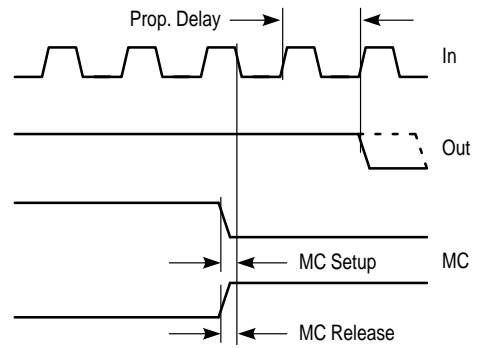 Prop. Delay
In
Out
MC Setup
MC
MC Release